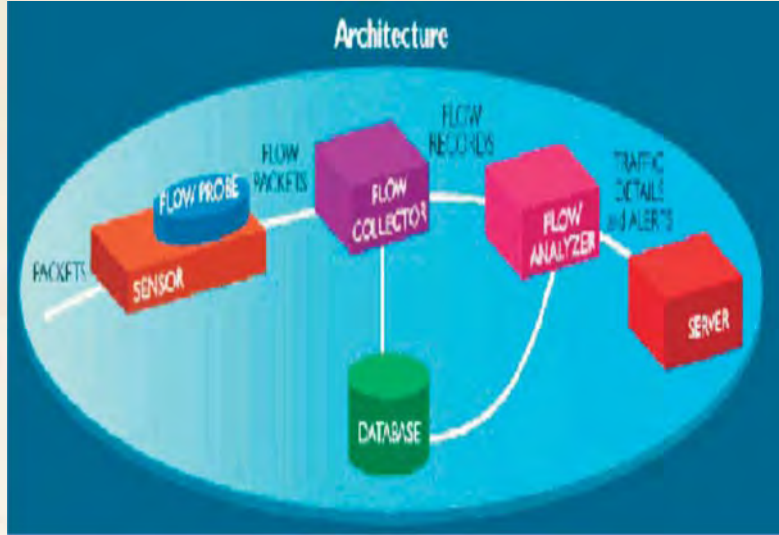 Architecture
PACKETS
FLOW PROBE
SENSOR
FLOW
PACKETS
FLOW
COLLECTOR
FLOW
RECORDS
FLOW
ANALYZER
TRAFFIC
DETAILS
and ALERTS
SERVER
DATABASE